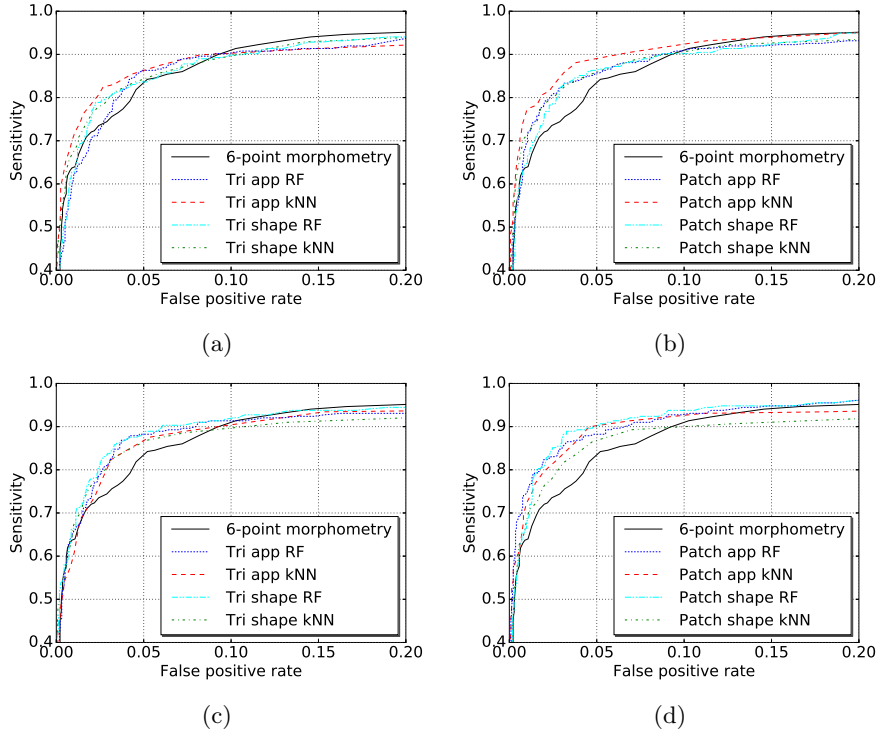 1.0
0.9
0.8
0.7
0.6
0.5
0.4
Sensitivity
6-point morphometry
Tri app RF
Tri app kNN
Tri shape RF
Tri shape kNN
0.00 0.05 0.10 0.15 0.20
False positive rate
(a)
1.0
0.9
0.8
0.7
0.6
0.5
0.4
Sensitivity
6-point morphometry
Patch app RF
Patch app kNN
Patch shape RF
Patch shape kNN
0.00 0.05 0.10 0.15 0.20
False positive rate
(b)
1.0
0.9
0.8
0.7
0.6
0.5
0.4
Sensitivity
6-point morphometry
Tri app RF
Tri app kNN
Tri shape RF
Tri shape kNN
0.00 0.05 0.10 0.15 0.20
False positive rate
(c)
1.0
0.9
0.8
0.7
0.6
0.5
0.4
Sensitivity
6-point morphometry
Patch app RF
Patch app kNN
Patch shape RF
Patch shape kNN
0.00 0.05 0.10 0.15 0.20
False positive rate
(d)